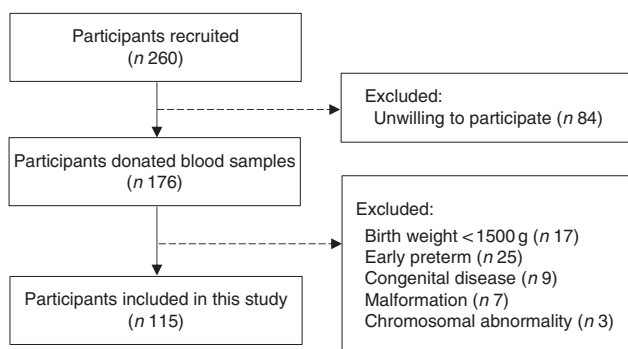 Participants recruited
(n 260)
Excluded:
Unwilling to participate (n 84)
Participants donated blood samples
(n 176)
Excluded:
Birth weight <1500 g (n 17)
Early preterm (n 25)
Congenital disease (n 9)
Malformation (n 7)
Chromosomal abnormality (n 3)
Participants included in this study
(n 115)